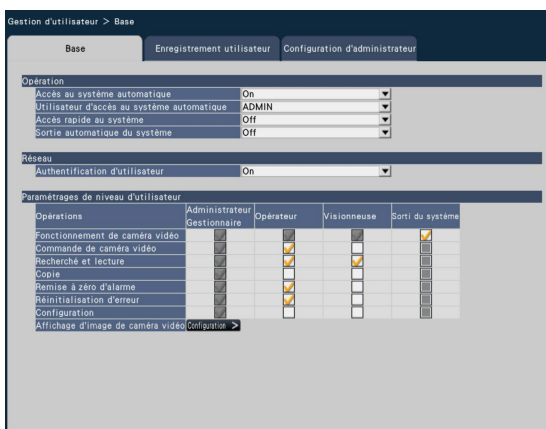 Gestion d'utilisateur > Base
Base Enregistrement utilisateur Configuration d'administrateur
Opération
Accès au système automatique On
Utilisateur d'accès au système automatique ADMIN
Accès rapide au système Off
Sortie automatique du système Off
Réseau
Authentification d'utilisateur On
Paramétrages de niveau d'utilisateur
Opérations Administrateur Gestionnaire Opérateur Visionneuse Sorti du système
Fonctionnement de caméra vidéo
Commande de caméra vidéo
Recherché et lecture
Copie
Remise à zéro d'alarme
Réinitialisation d'erreur
Configuration
Affichage d'image de caméra vidéo Configuration >